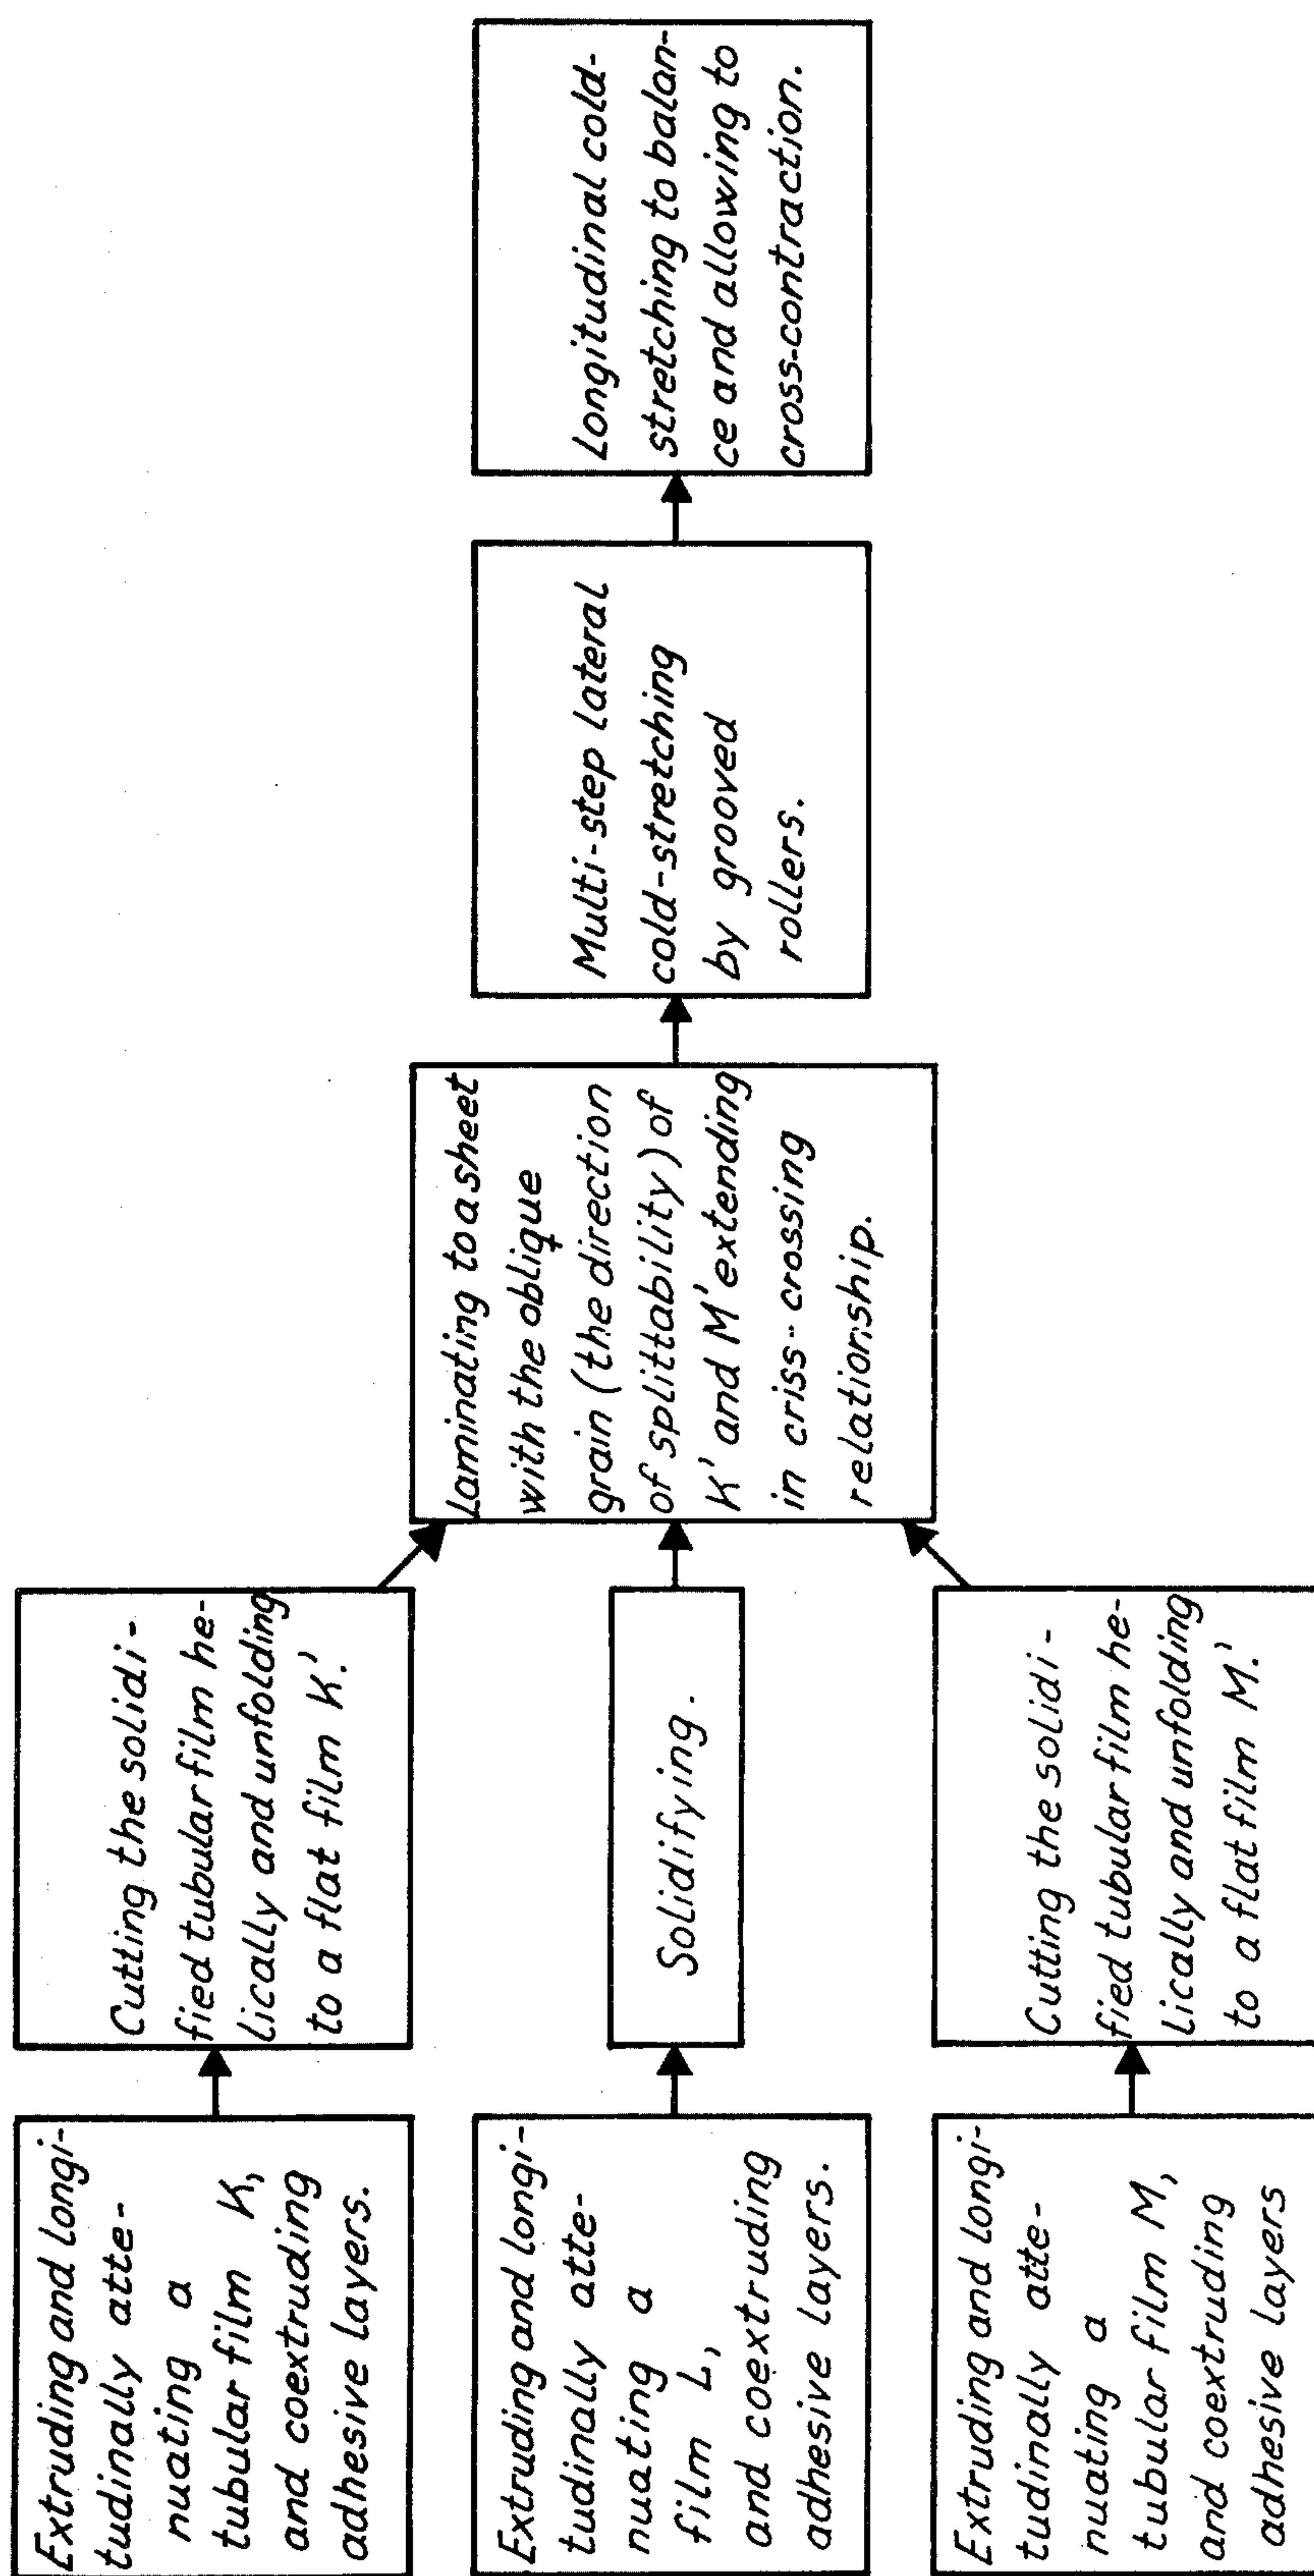 Extruding and longi-
tudinally atte-
nuating a
tubular film K,
and coextruding
adhesive layers.
Cutting the solidi-
fied tubular film he-
lically and unfolding
to a flat film K'.
Extruding and longi-
tudinally atte-
nuating a
film L,
and coextruding
adhesive layers.
Solidifying.
Extruding and longi-
tudinally atte-
nuating a
tubular film M,
and coextruding
adhesive layers
Cutting the solidi-
fied tubular film he-
lically and unfolding
to a flat film M'.
Laminating to a sheet
with the oblique
grain (the direction
of splittability) of
K' and M' extending
in criss-crossing
relationship.
Multi-step lateral
cold-stretching
by grooved
rollers.
Longitudinal cold-
stretching to balan-
ce and allowing to
cross-contraction.